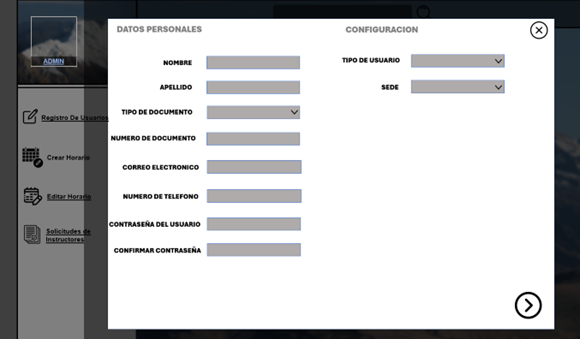 DATOS PERSONALES
CONFIGURACION
NOMBRE
TIPO DE USUARIO
APELLIDO
SEDE
TIPO DE DOCUMENTO
NUMERO DE DOCUMENTO
CORREO ELECTRONICO
NUMERO DE TELEFONO
CONTRASEÑA DEL USUARIO
CONFIRMAR CONTRASEÑA
ADMIN
Registro De Usuarios
Crear Horario
Editar Horario
Solicitudes de
Instructores